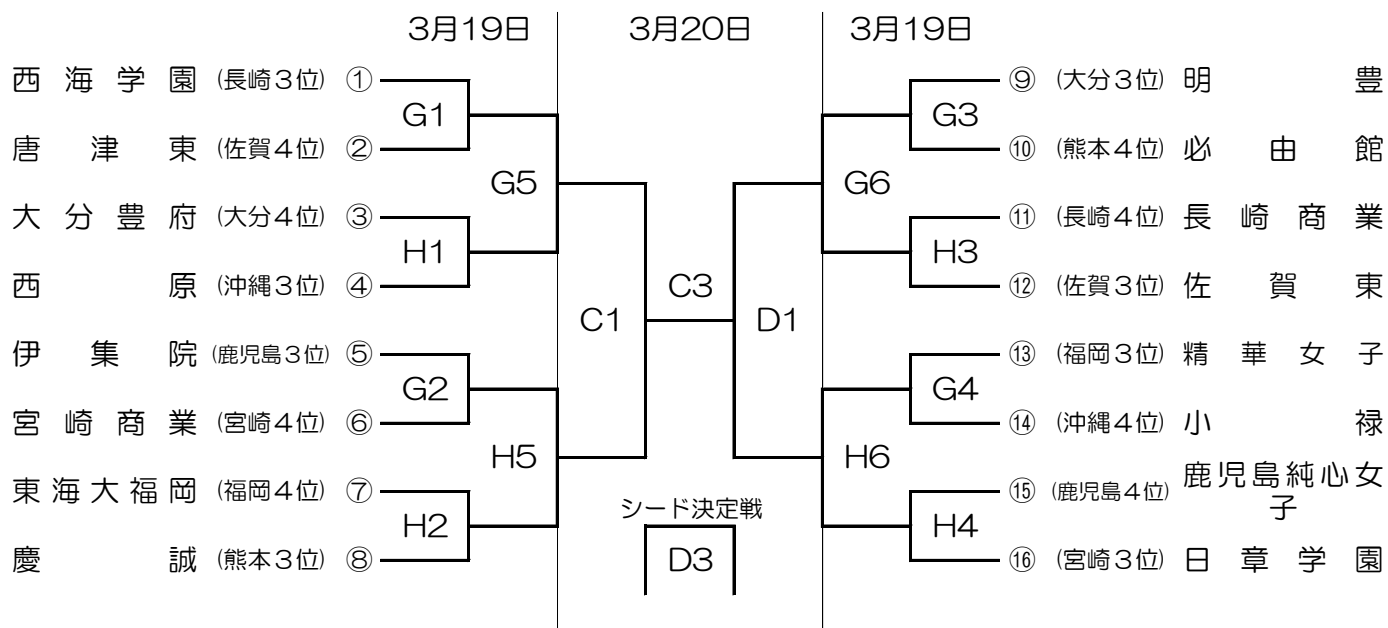 3月19日 3月20日 3月19日
西海学園 (長崎3位) ① ⑨ (大分3位) 明豊
G1 G3
唐津東 (佐賀4位) ② ⑩ (熊本4位) 必由館
G5 G6
大分豊府 (大分4位) ③ ⑪ (長崎4位) 長崎商業
H1 H3
西原 (沖縄3位) ④ C3 ⑫ (佐賀3位) 佐賀東
C1 D1
伊集院 (鹿児島3位) ⑤ ⑬ (福岡3位) 精華女子
G2 G4
宮崎商業 (宮崎4位) ⑥ ⑭ (沖縄4位) 小禄
H5 H6
東海大福岡 (福岡4位) ⑦ ⑮ (鹿児島4位) 鹿児島純心女子
シード決定戦
H2 H4
慶誠 (熊本3位) ⑧ D3 ⑯ (宮崎3位) 日章学園